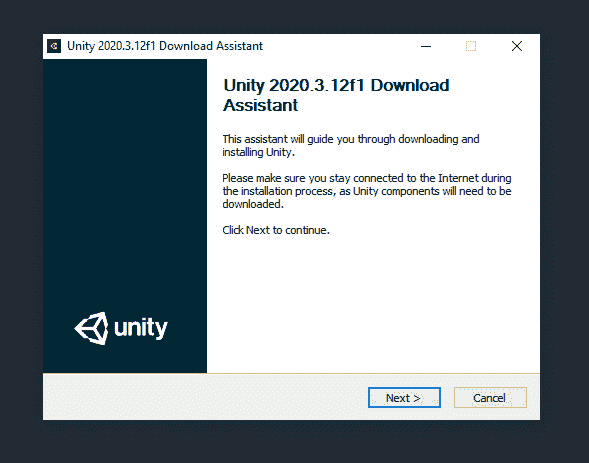 Unity 2020.3.12f1 Download Assistant
Unity 2020.3.12f1 Download
Assistant
This assistant will guide you through downloading and
installing Unity.
Please make sure you stay connected to the Internet during
the installation process, as Unity components will need to be
downloaded.
Click Next to continue.
unity
Next >
Cancel